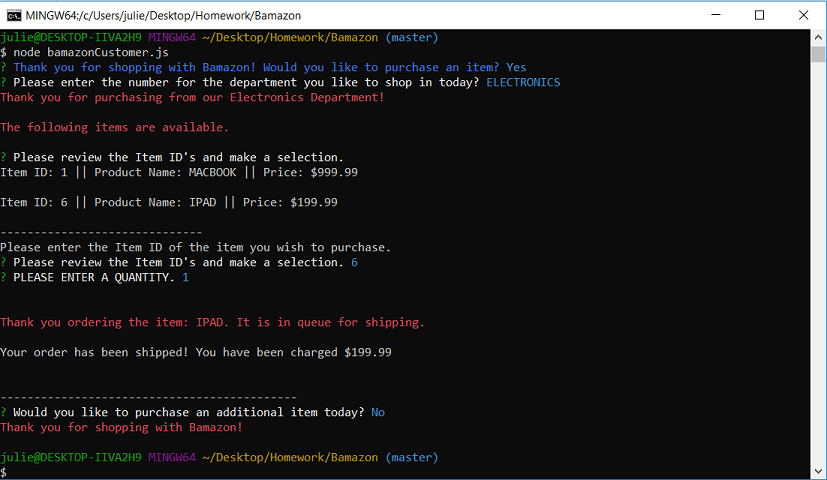 MINGW64:/c/Users/julie/Desktop/Homework/Bamazon
julie@DESKTOP-IIVA2H9 MINGW64 ~/Desktop/Homework/Bamazon (master)
$ node bamazonCustomer.js
? Thank you for shopping with Bamazon! Would you like to purchase an item? Yes
? Please enter the number for the department you like to shop in today? ELECTRONICS
Thank you for purchasing from our Electronics Department!
The following items are available.
? Please review the Item ID's and make a selection.
Item ID: 1 || Product Name: MACBOOK || Price: $999.99
Item ID: 6 || Product Name: IPAD || Price: $199.99
------------------------------
Please enter the Item ID of the item you wish to purchase.
? Please review the Item ID's and make a selection. 6
? PLEASE ENTER A QUANTITY. 1
Thank you ordering the item: IPAD. It is in queue for shipping.
Your order has been shipped! You have been charged $199.99
--------------------------------------------
? Would you like to purchase an additional item today? No
Thank you for shopping with Bamazon!
julie@DESKTOP-IIVA2H9 MINGW64 ~/Desktop/Homework/Bamazon (master)
$